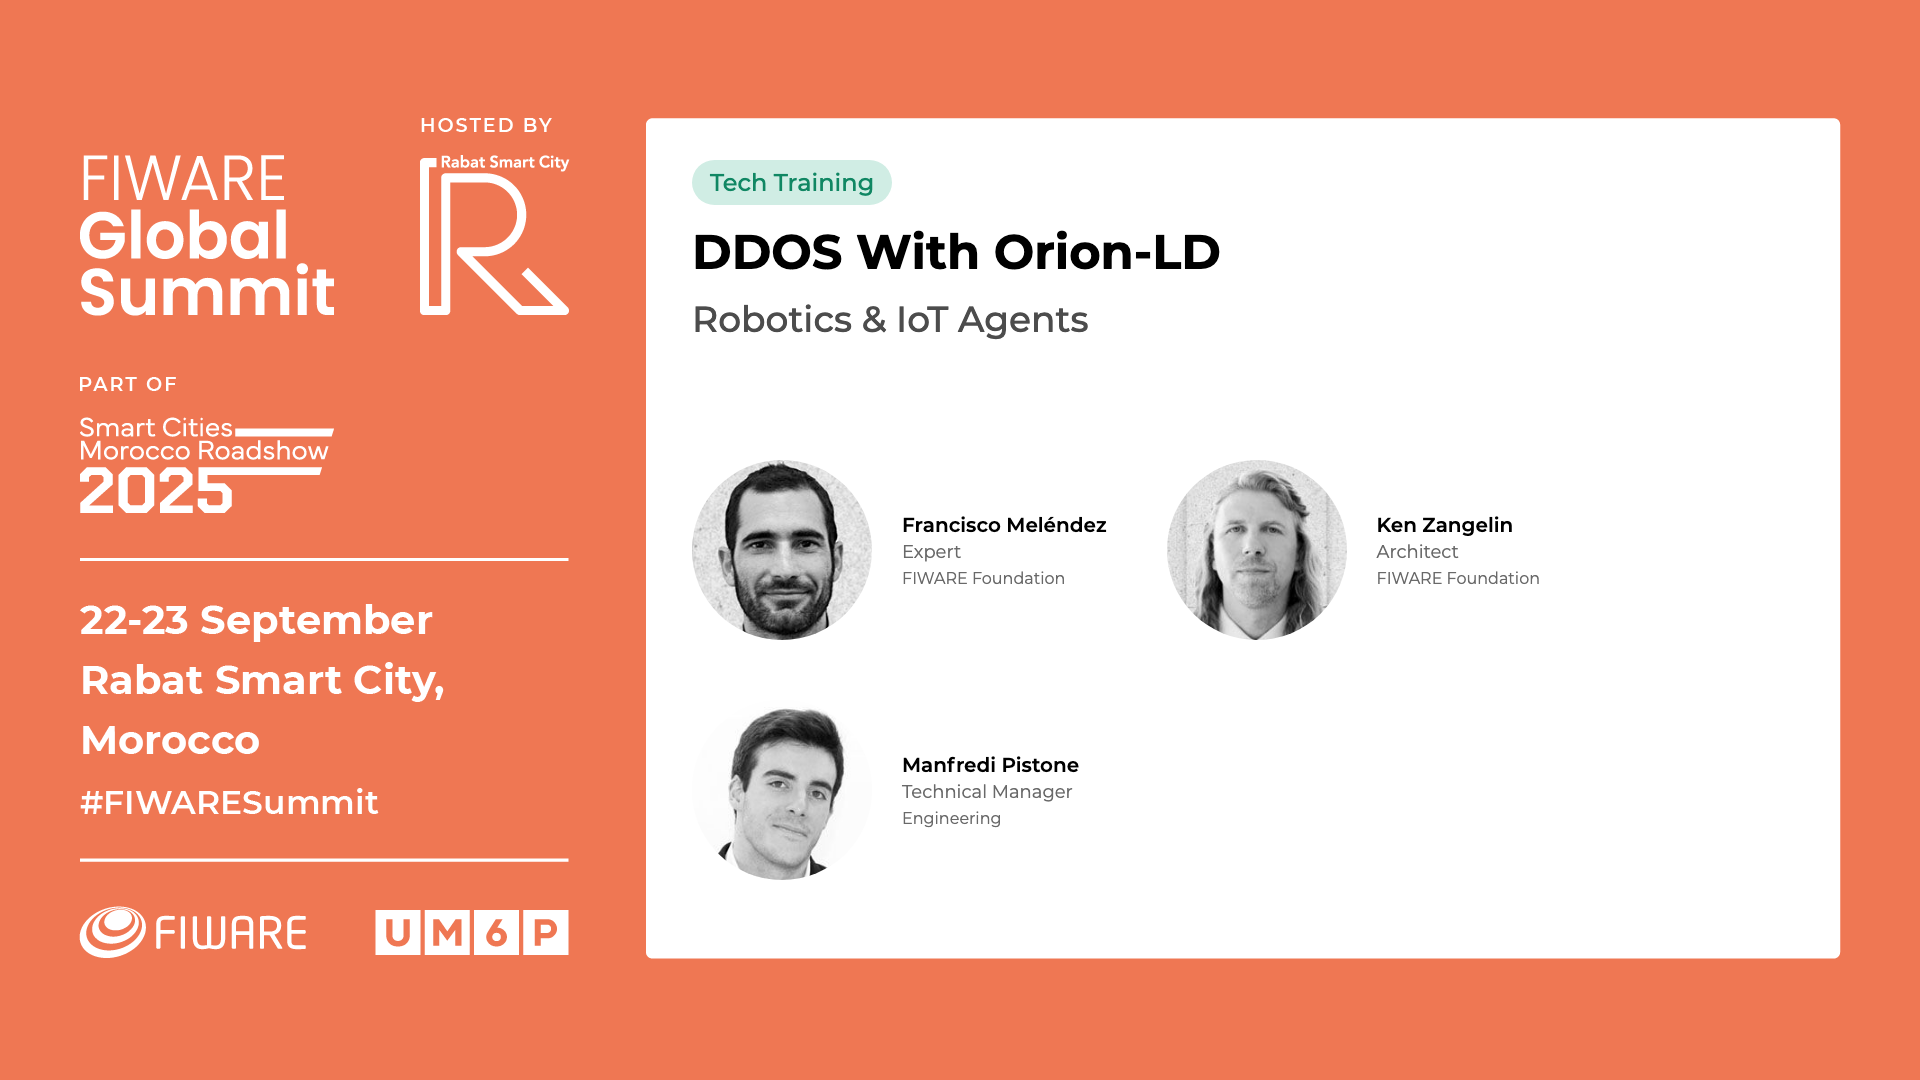 FIWARE
Global
Summit
HOSTED BY
Rabat Smart City
R
PART OF
Smart Cities
Morocco Roadshow
2025
22-23 September
Rabat Smart City,
Morocco
#FIWARESummit
FIWARE
UM6P
Tech Training
DDOS With Orion-LD
Robotics & IoT Agents
Francisco Meléndez
Expert
FIWARE Foundation
Ken Zangelin
Architect
FIWARE Foundation
Manfredi Pistone
Technical Manager
Engineering